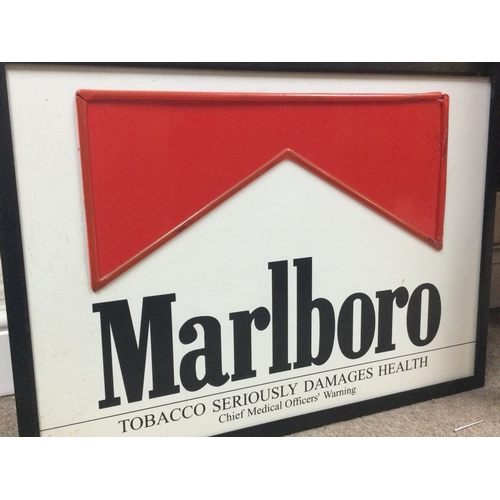 Marlboro
TOBACCO SERIOUSLY DAMAGES HEALTH
Chief Medical Officers' Warning